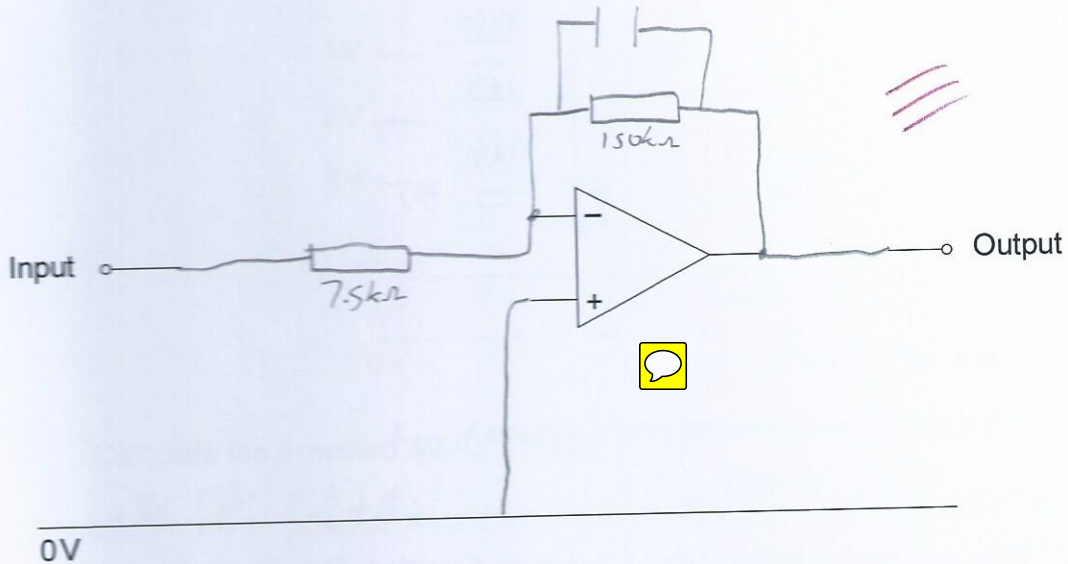 150kΩ
−
Input
Output
7.5kΩ
+
0V